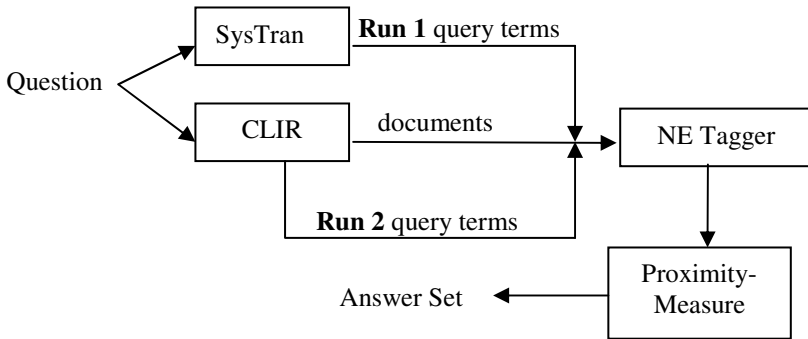 SysTran
Run 1 query terms
Question
CLIR
documents
NE Tagger
Run 2 query terms
Proximity-
Measure
Answer Set